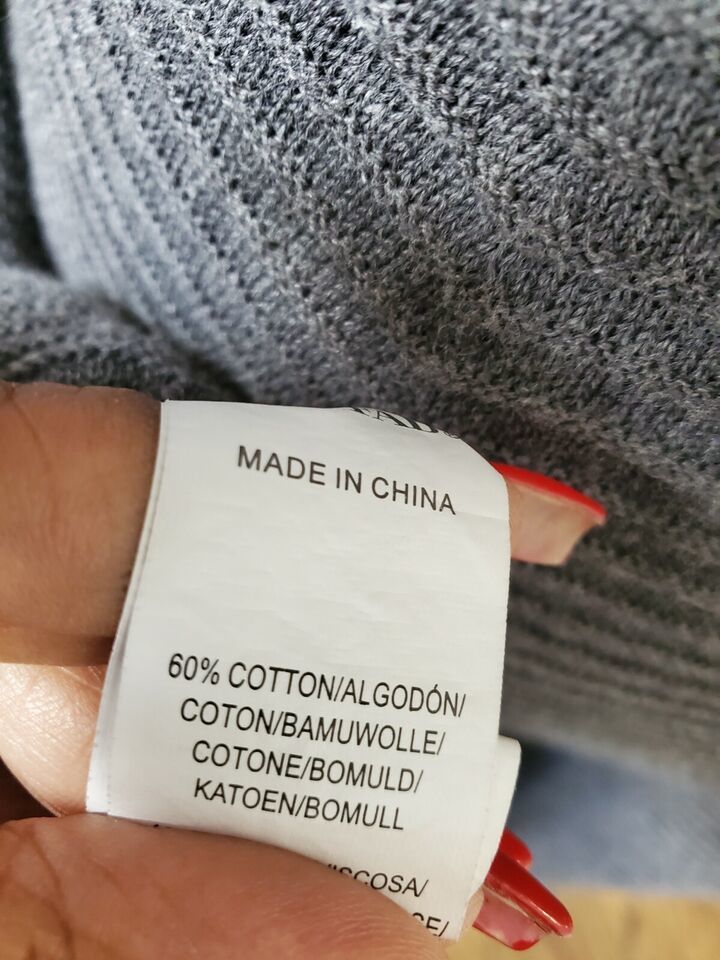 MADE IN CHINA
60% COTTON/ALGODÓN/
COTON/BAMUWOLLE/
COTONE/BOMULD/
KATOEN/BOMULL